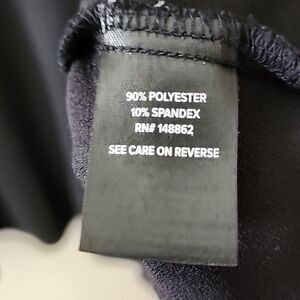 90% POLYESTER
10% SPANDEX
RN# 148862
SEE CARE ON REVERSE